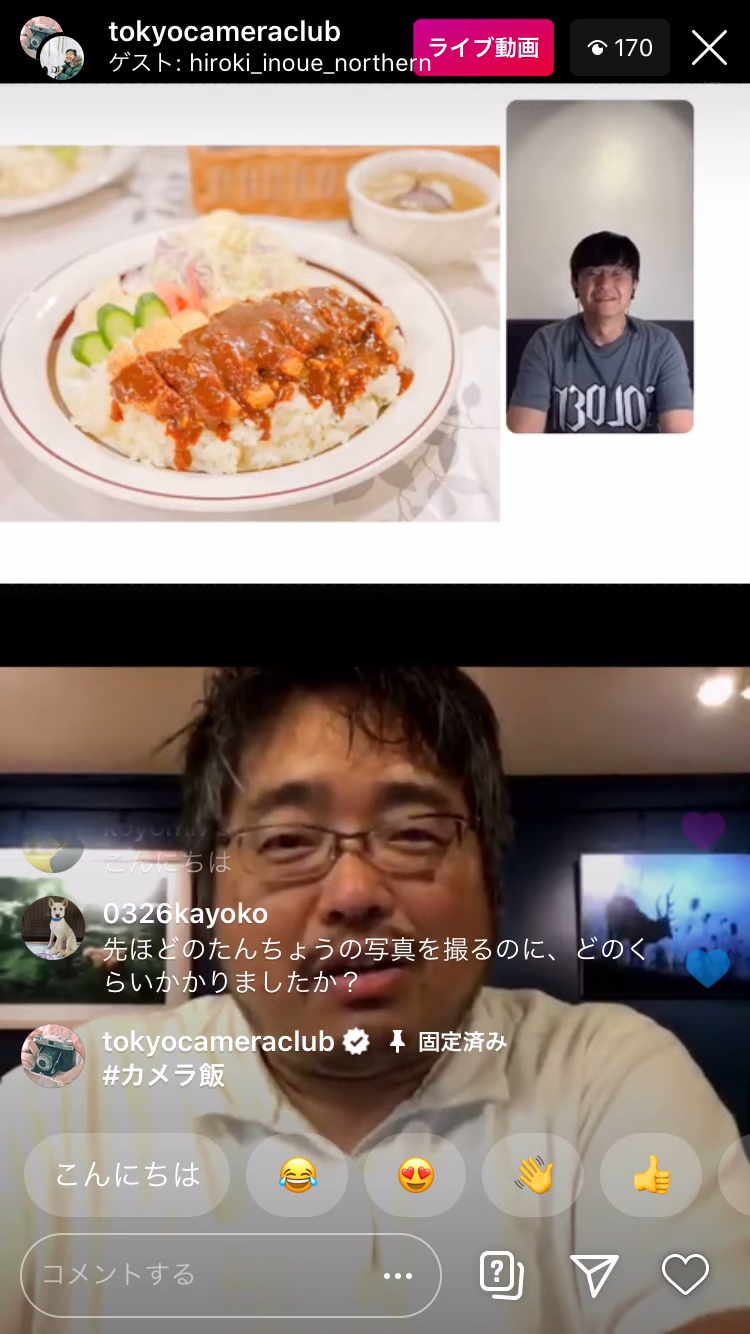 tokyocameraclub
ゲスト: hiroki_inoue_northern
ライブ動画
170
こんにちは
0326kayoko
先ほどのたんちょうの写真を撮るのに、どのく
らいかかりましたか？
tokyocameraclub 固定済み
#カメラ飯
こんにちは
コメントする